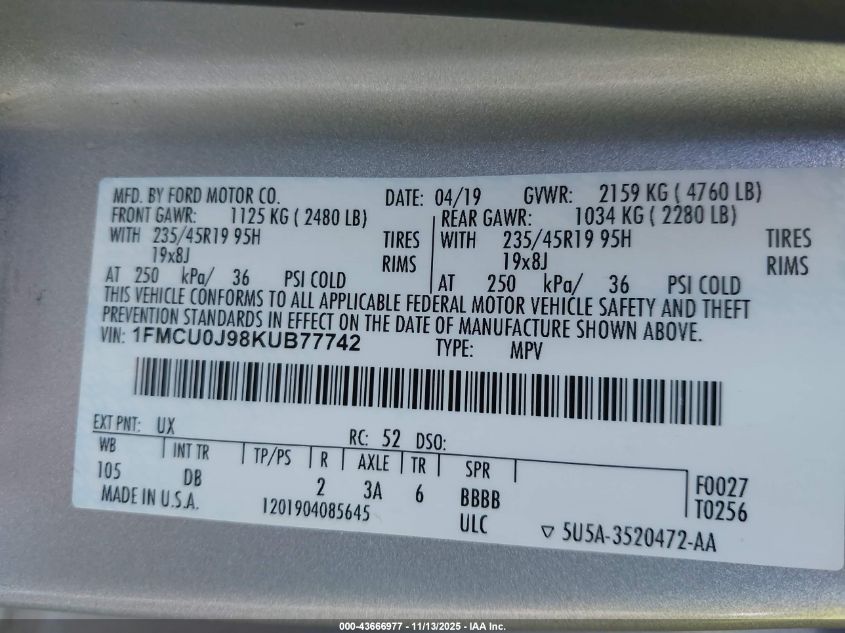 MFD. BY FORD MOTOR CO. DATE: 04/19 GVWR: 2159 KG ( 4760 LB)
FRONT GAWR: 1125 KG ( 2480 LB) REAR GAWR: 1034 KG ( 2280 LB)
WITH 235/45R19 95H TIRES WITH 235/45R19 95H TIRES
19x8J RIMS 19x8J RIMS
AT 250 kPa/ 36 PSI COLD AT 250 kPa/ 36 PSI COLD
THIS VEHICLE CONFORMS TO ALL APPLICABLE FEDERAL MOTOR VEHICLE SAFETY AND THEFT
PREVENTION STANDARDS IN EFFECT ON THE DATE OF MANUFACTURE SHOWN ABOVE.
VIN: 1FMCU0J98KUB77742 TYPE: MPV
EXT PNT: UX RC: 52 DSO:
WB INT TR TP/PS R AXLE TR SPR
105 DB 2 3A 6 BBBB F0027
MADE IN U.S.A. 1201904085645 ULC T0256
▽ 5U5A-3520472-AA
000-43666977 - 11/13/2025 - IAA Inc.